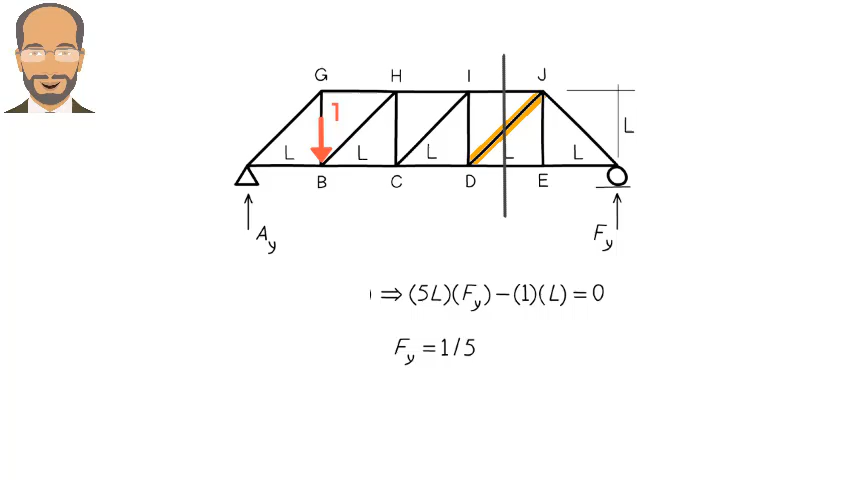 G H I J
1
L
L L L L L
B C D E
A_y F_y
⇒ (5L)(F_y) − (1)(L) = 0
F_y = 1/5